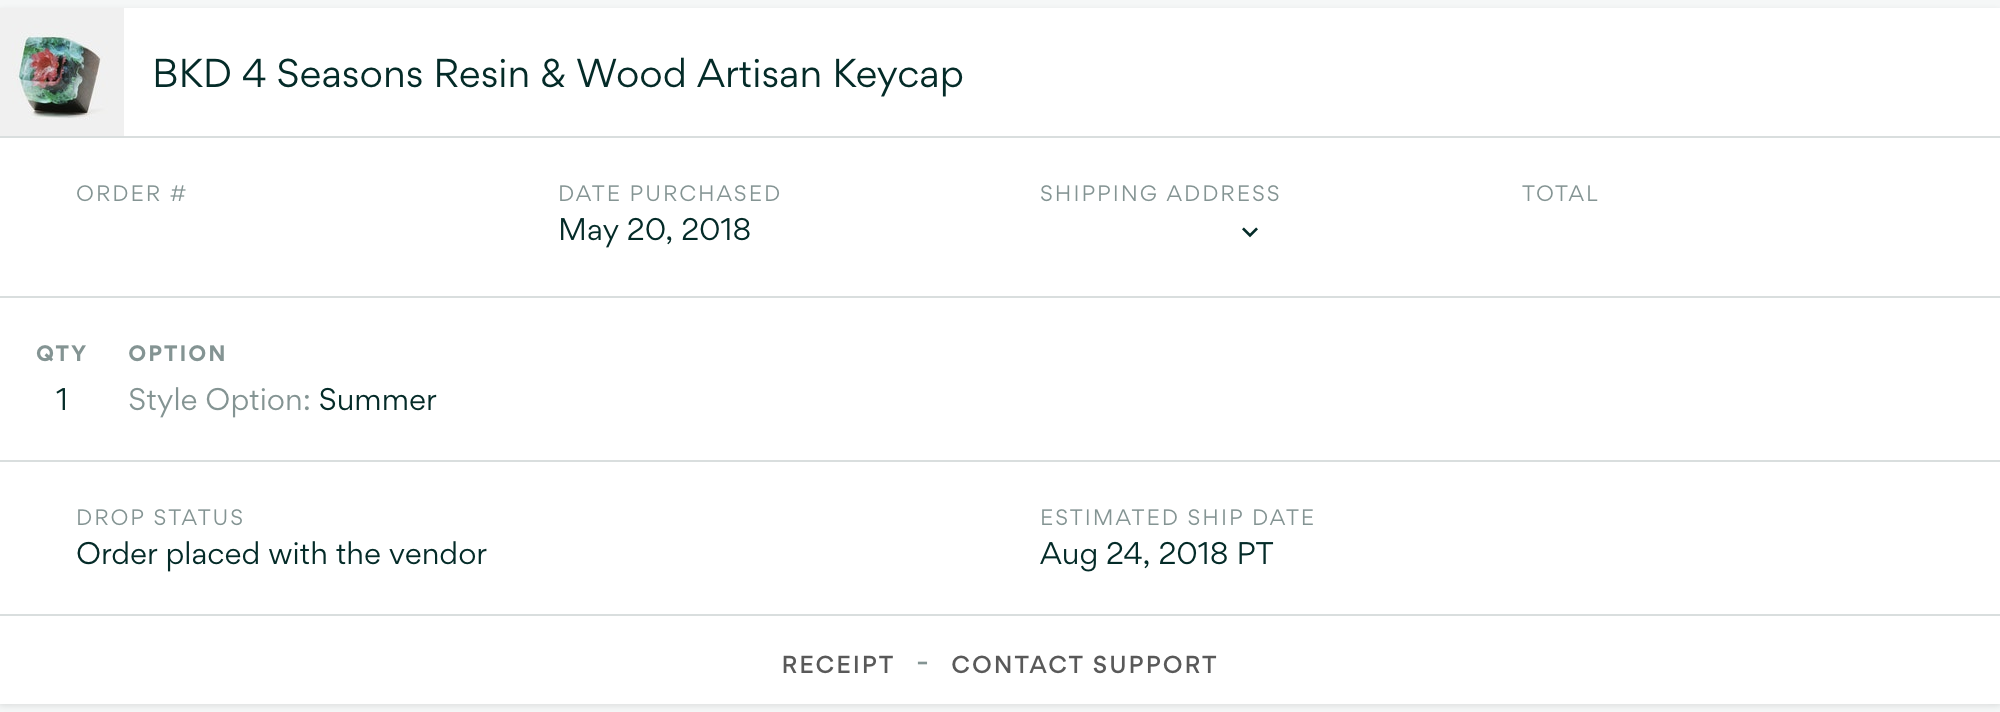 BKD 4 Seasons Resin & Wood Artisan Keycap
ORDER #
DATE PURCHASED
May 20, 2018
SHIPPING ADDRESS
TOTAL
QTY OPTION
1 Style Option: Summer
DROP STATUS
Order placed with the vendor
ESTIMATED SHIP DATE
Aug 24, 2018 PT
RECEIPT - CONTACT SUPPORT